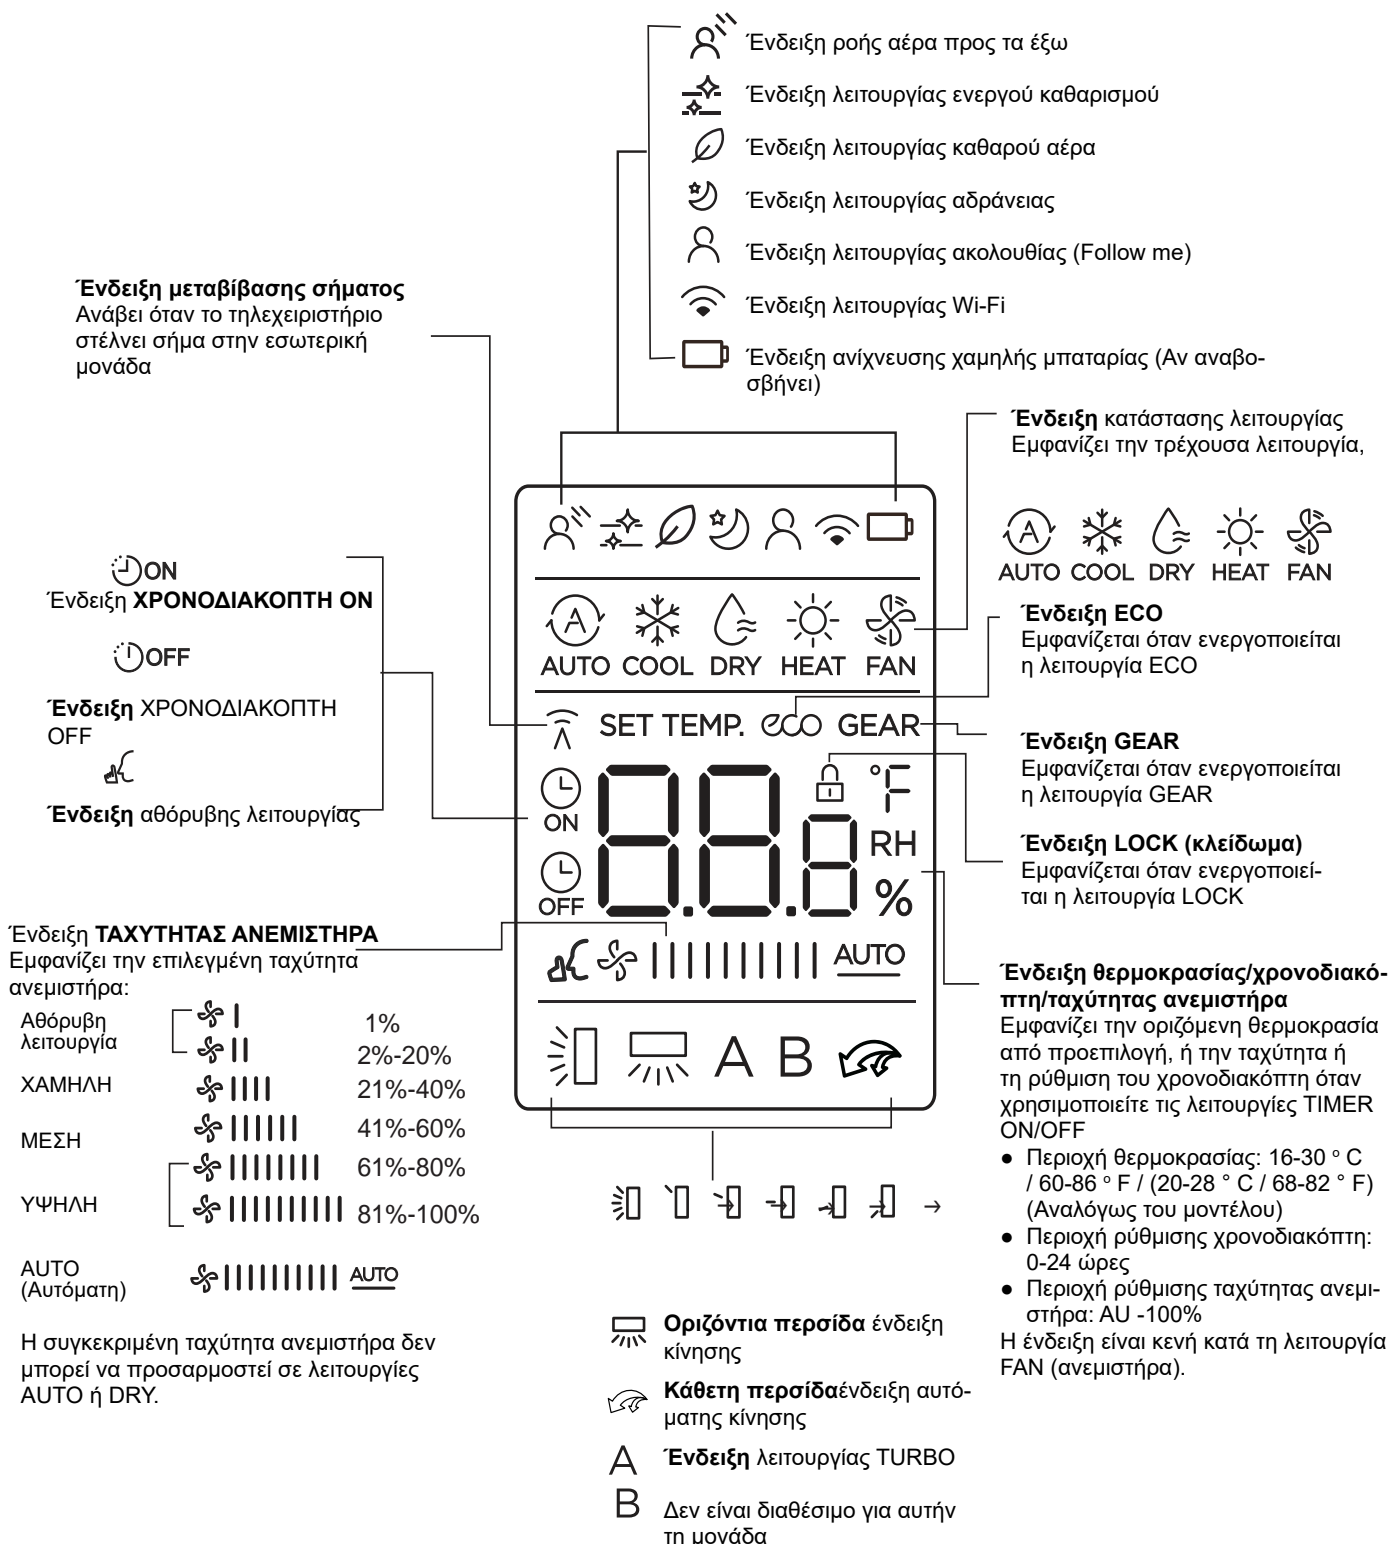 Ένδειξη ροής αέρα προς τα έξω
Ένδειξη λειτουργίας ενεργού καθαρισμού
Ένδειξη λειτουργίας καθαρού αέρα
Ένδειξη λειτουργίας αδράνειας
Ένδειξη λειτουργίας ακολουθίας (Follow me)
Ένδειξη λειτουργίας Wi-Fi
Ένδειξη ανίχνευσης χαμηλής μπαταρίας (Αν αναβο-
σβήνει)
Ένδειξη μεταβίβασης σήματος
Ανάβει όταν το τηλεχειριστήριο
στέλνει σήμα στην εσωτερική
μονάδα
ON
Ένδειξη ΧΡΟΝΟΔΙΑΚΟΠΤΗ ON
OFF
Ένδειξη ΧΡΟΝΟΔΙΑΚΟΠΤΗ
OFF
Ένδειξη αθόρυβης λειτουργίας
Ένδειξη ΤΑΧΥΤΗΤΑΣ ΑΝΕΜΙΣΤΗΡΑ
Εμφανίζει την επιλεγμένη ταχύτητα
ανεμιστήρα:
Αθόρυβη
λειτουργία
1%
2%-20%
ΧΑΜΗΛΗ
21%-40%
ΜΕΣΗ
41%-60%
61%-80%
ΥΨΗΛΗ
81%-100%
AUTO
(Αυτόματη)
AUTO
Η συγκεκριμένη ταχύτητα ανεμιστήρα δεν
μπορεί να προσαρμοστεί σε λειτουργίες
AUTO ή DRY.
A
AUTO COOL DRY HEAT FAN
SET TEMP. eco GEAR
ON
88.8
°F
RH
OFF
%
AUTO
A B
Ένδειξη κατάστασης λειτουργίας
Εμφανίζει την τρέχουσα λειτουργία,
A
AUTO COOL DRY HEAT FAN
Ένδειξη ECO
Εμφανίζεται όταν ενεργοποιείται
η λειτουργία ECO
Ένδειξη GEAR
Εμφανίζεται όταν ενεργοποιείται
η λειτουργία GEAR
Ένδειξη LOCK (κλείδωμα)
Εμφανίζεται όταν ενεργοποιεί-
ται η λειτουργία LOCK
Ένδειξη θερμοκρασίας/χρονοδιακό-
πτη/ταχύτητας ανεμιστήρα
Εμφανίζει την οριζόμενη θερμοκρασία
από προεπιλογή, ή την ταχύτητα ή
τη ρύθμιση του χρονοδιακόπτη όταν
χρησιμοποιείτε τις λειτουργίες TIMER
ON/OFF
● Περιοχή θερμοκρασίας: 16-30 ° C
/ 60-86 ° F / (20-28 ° C / 68-82 ° F)
(Αναλόγως του μοντέλου)
● Περιοχή ρύθμισης χρονοδιακόπτη:
0-24 ώρες
● Περιοχή ρύθμισης ταχύτητας ανεμι-
στήρα: AU -100%
Η ένδειξη είναι κενή κατά τη λειτουργία
FAN (ανεμιστήρα).
Οριζόντια περσίδα ένδειξη
κίνησης
Κάθετη περσίδαένδειξη αυτό-
ματης κίνησης
A Ένδειξη λειτουργίας TURBO
B Δεν είναι διαθέσιμο για αυτήν
τη μονάδα